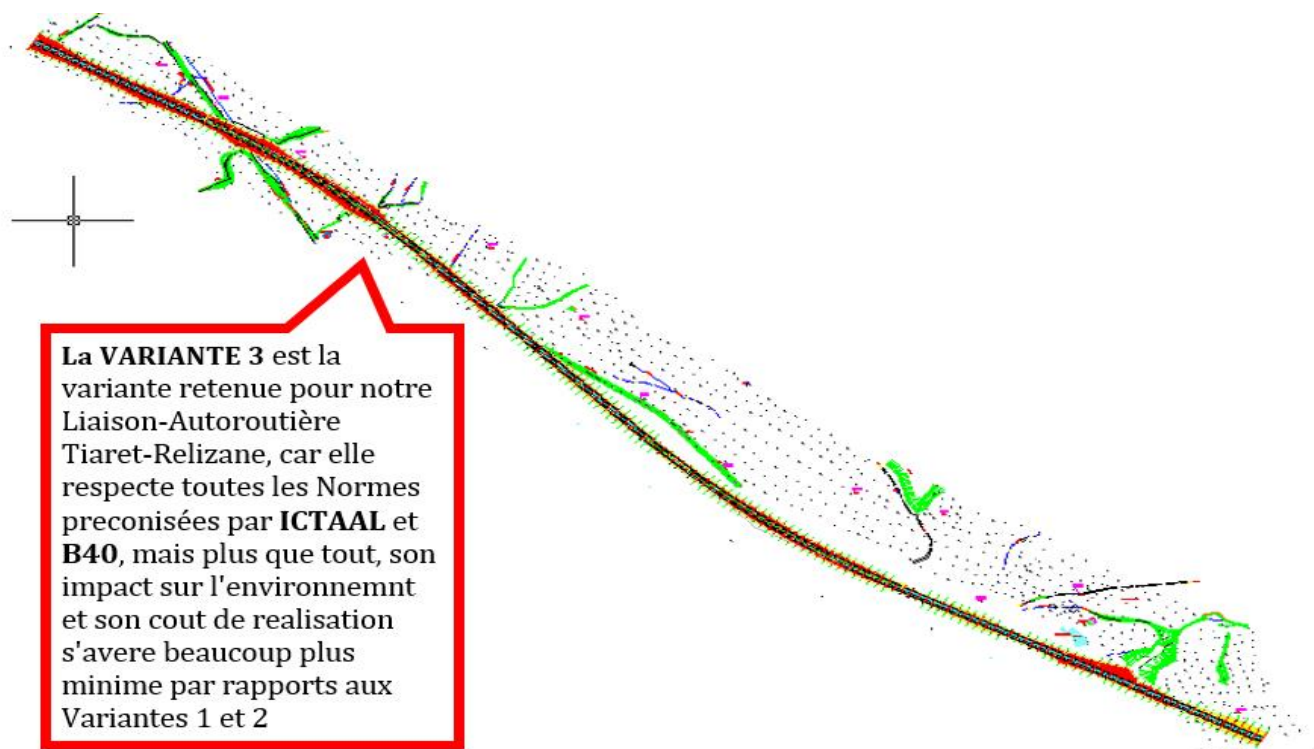 La VARIANTE 3 est la
variante retenue pour notre
Liaison-Autoroutière
Tiaret-Relizane, car elle
respecte toutes les Normes
preconisées par ICTAAL et
B40, mais plus que tout, son
impact sur l'environnemnt
et son cout de realisation
s'avere beaucoup plus
minime par rapports aux
Variantes 1 et 2